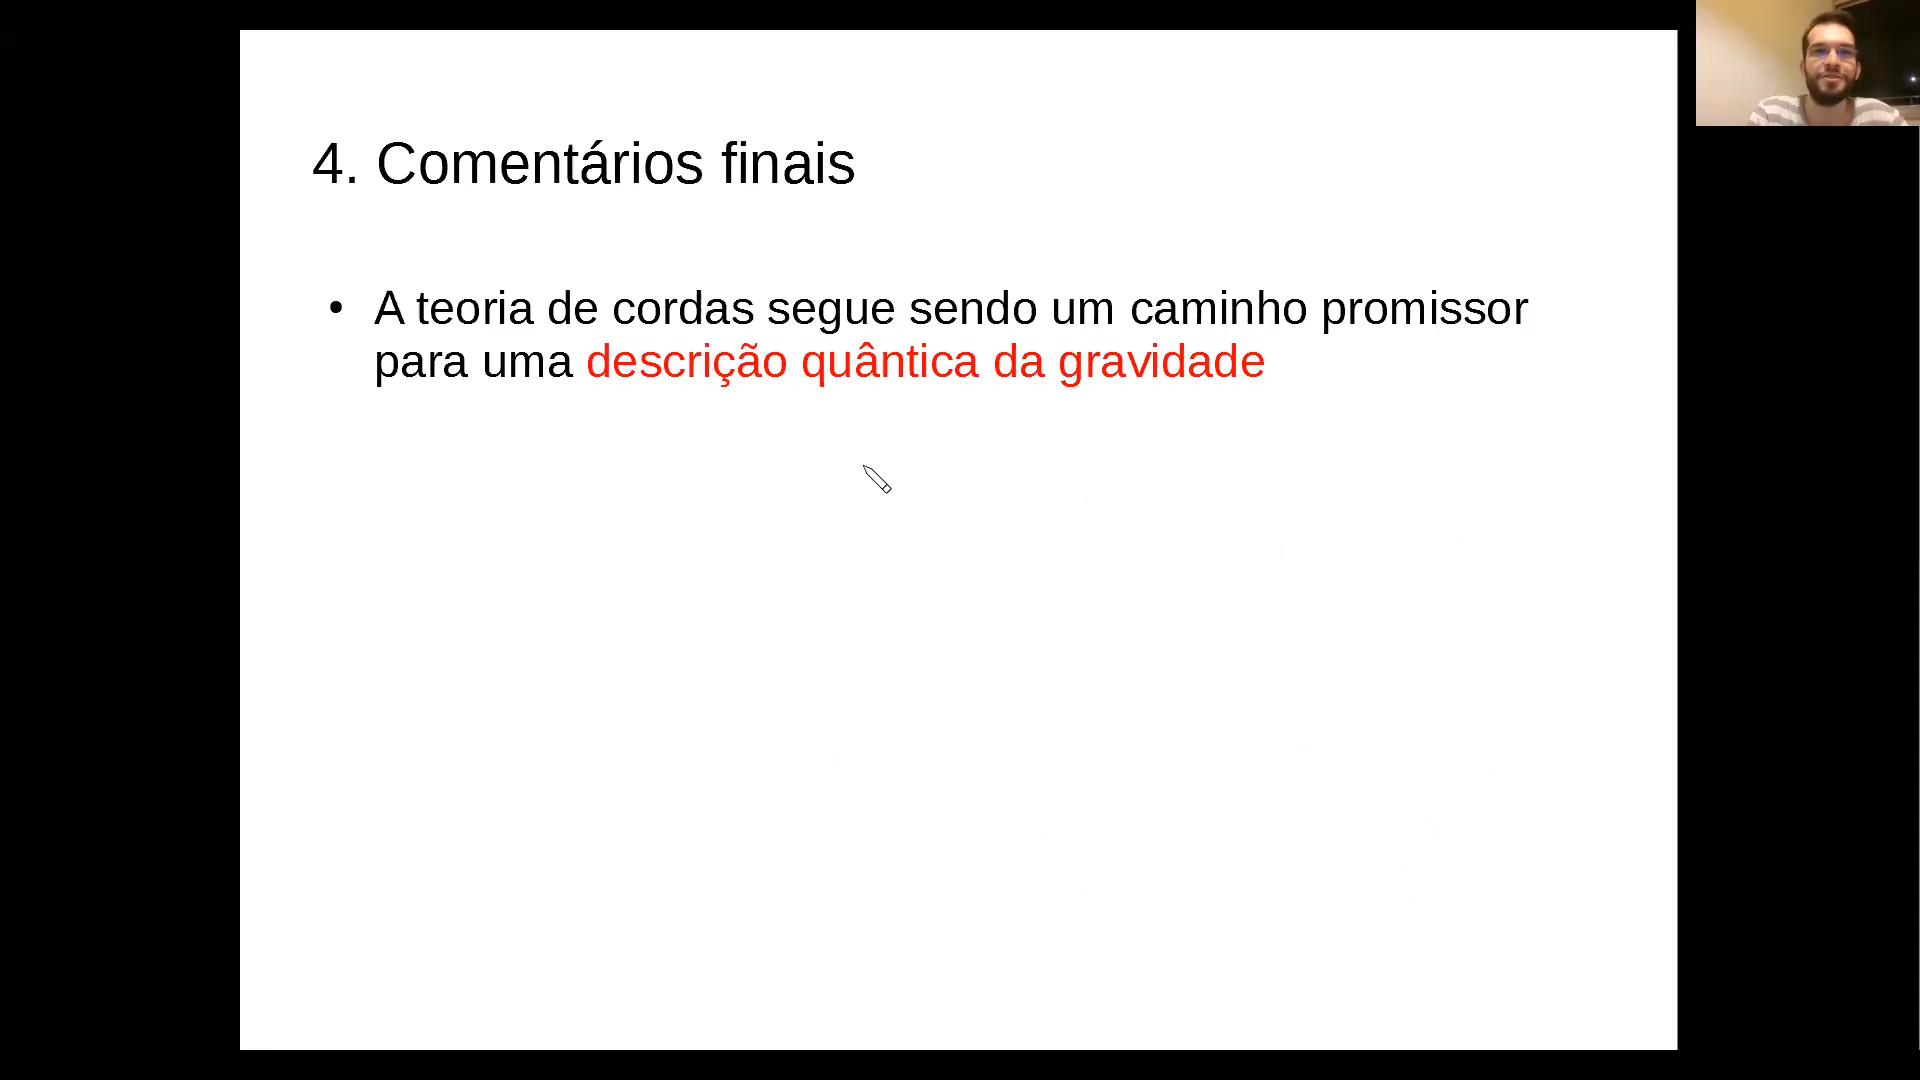 4. Comentários finais
• A teoria de cordas segue sendo um caminho promissor
para uma descrição quântica da gravidade